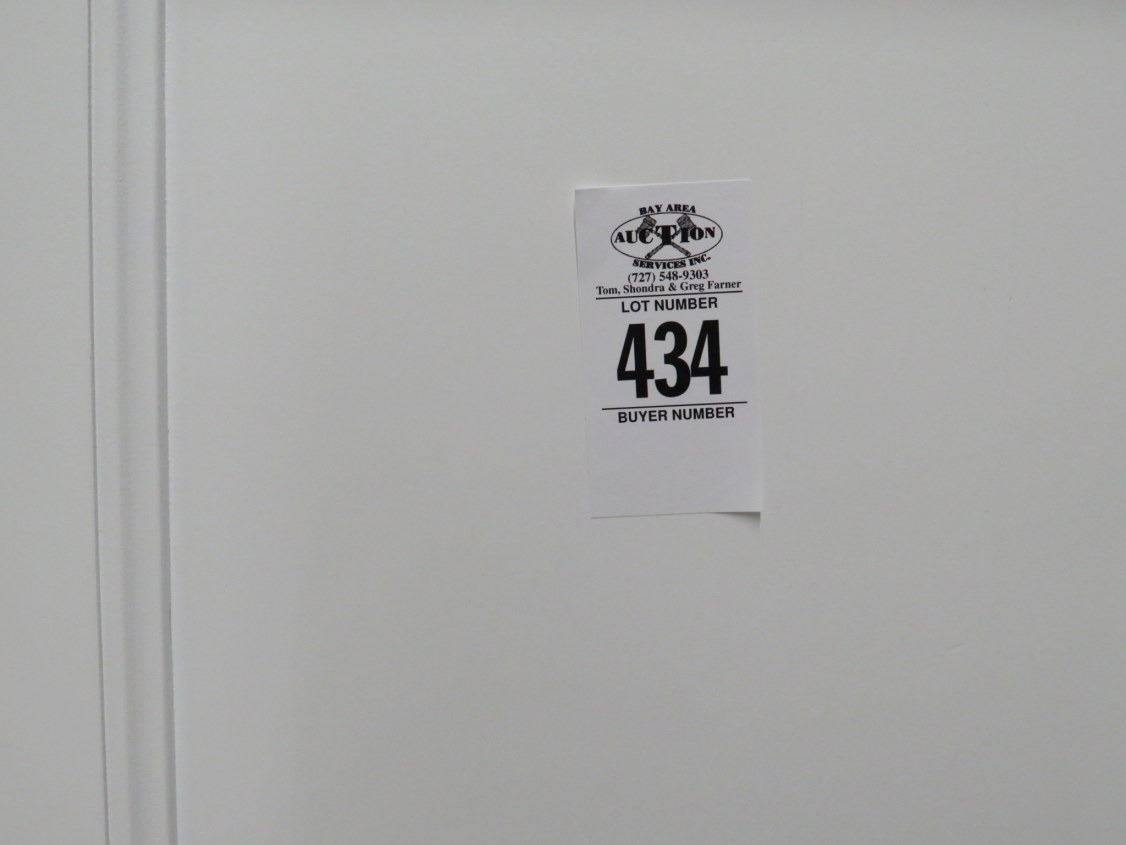 BAY AREA
AUCTION
SERVICES INC.
(727) 548-9303
Tom, Shondra & Greg Farner
LOT NUMBER
434
BUYER NUMBER